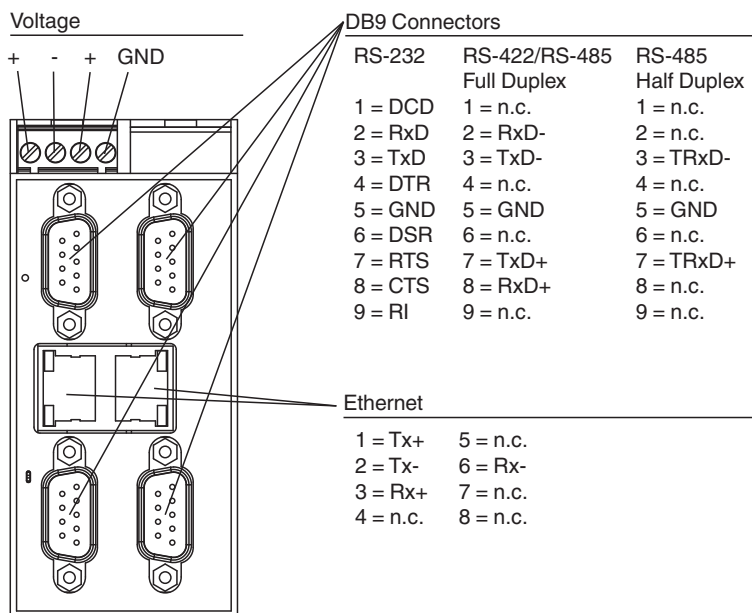 Voltage
+ - + GND
DB9 Connectors
RS-232 RS-422/RS-485 RS-485
Full Duplex Half Duplex
1 = DCD 1 = n.c. 1 = n.c.
2 = RxD 2 = RxD- 2 = n.c.
3 = TxD 3 = TxD- 3 = TRxD-
4 = DTR 4 = n.c. 4 = n.c.
5 = GND 5 = GND 5 = GND
6 = DSR 6 = n.c. 6 = n.c.
7 = RTS 7 = TxD+ 7 = TRxD+
8 = CTS 8 = RxD+ 8 = n.c.
9 = RI 9 = n.c. 9 = n.c.
Ethernet
1 = Tx+ 5 = n.c.
2 = Tx- 6 = Rx-
3 = Rx+ 7 = n.c.
4 = n.c. 8 = n.c.